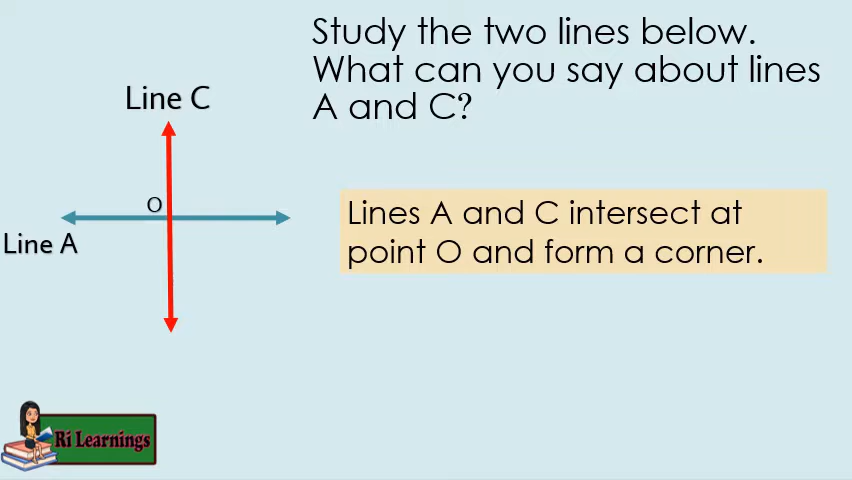 Study the two lines below.
What can you say about lines
A and C?
Line C
O
Line A
Lines A and C intersect at
point O and form a corner.
Ri Learnings